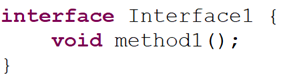 interface Interface1 {
    void method1();
}